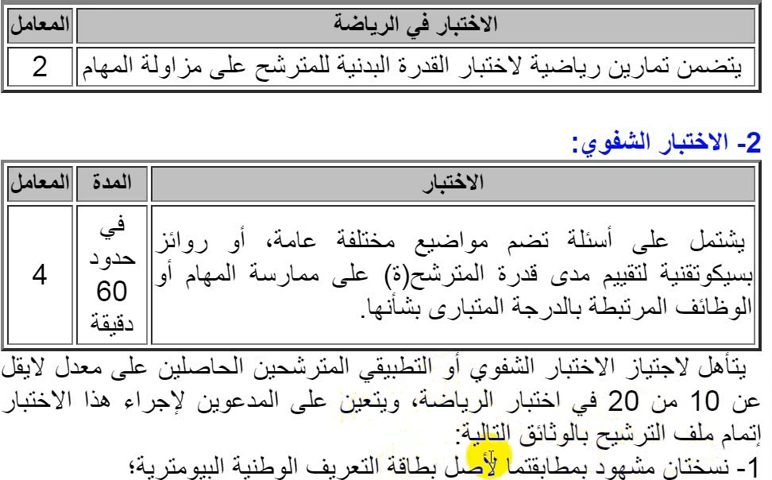 الاختبار في الرياضة المعامل
يتضمن تمارين رياضية لاختبار القدرة البدنية للمترشح على مزاولة المهام 2
2- الاختبار الشفوي:
الاختبار المدة المعامل
يشتمل على أسئلة تضم مواضيع مختلفة عامة، أو روائز
بسيكوتقنية لتقييم مدى قدرة المترشح(ة) على ممارسة المهام أو
الوظائف المرتبطة بالدرجة المتبارى بشأنها.
في
حدود
60
دقيقة
4
يتأهل لاجتياز الاختبار الشفوي أو التطبيقي المترشحين الحاصلين على معدل لايقل
عن 10 من 20 في اختبار الرياضة، ويتعين على المدعوين لإجراء هذا الاختبار
إتمام ملف الترشيح بالوثائق التالية:
1- نسختان مشهود بمطابقتما لأصل بطاقة التعريف الوطنية البيومترية؛